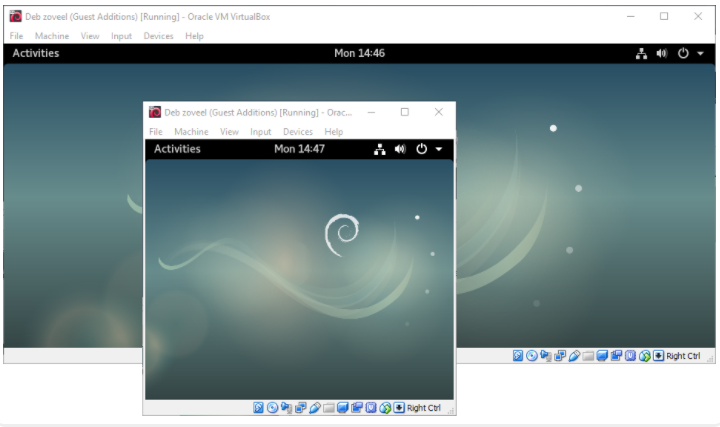 Deb zoveel (Guest Additions) [Running] - Oracle VM VirtualBox
File Machine View Input Devices Help
Activities Mon 14:46
Deb zoveel (Guest Additions) [Running] - Orac...
File Machine View Input Devices Help
Activities Mon 14:47
Right Ctrl
Right Ctrl